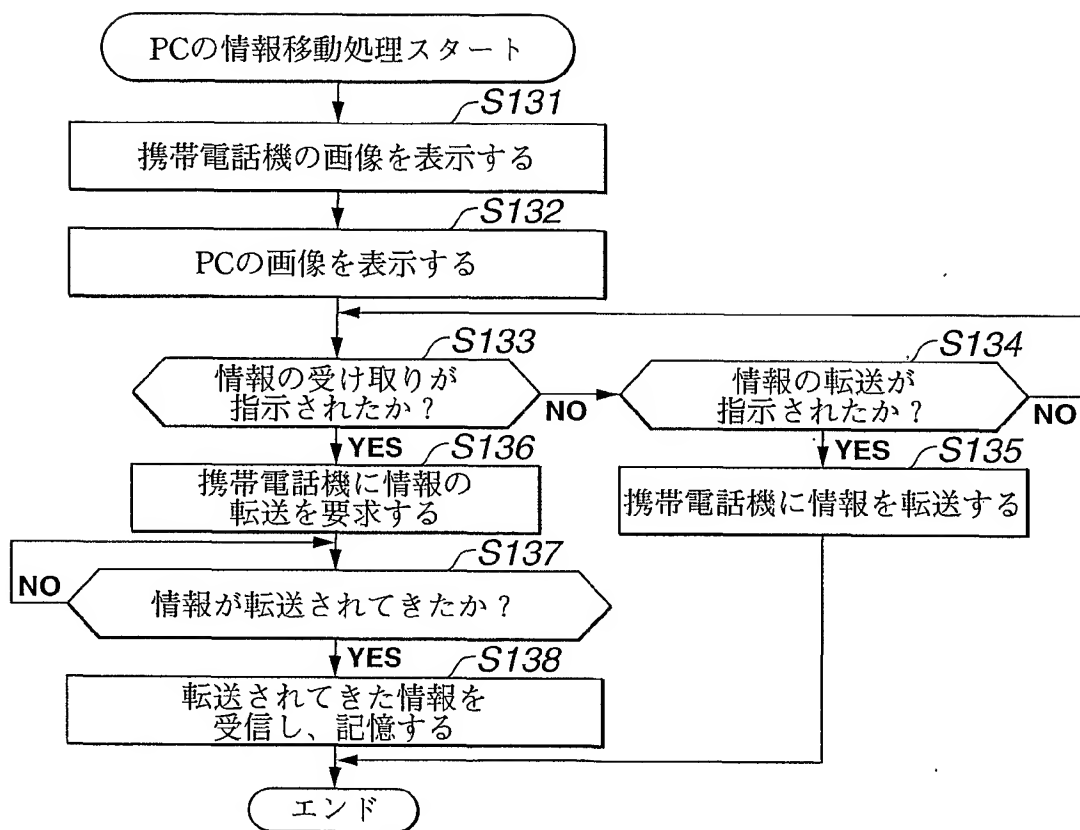 PCの情報移動処理スタート
S131
携帯電話機の画像を表示する
S132
PCの画像を表示する
S133
情報の受け取りが
指示されたか?
NO
S134
情報の転送が
指示されたか?
NO
YES
S136
携帯電話機に情報の
転送を要求する
YES
S135
携帯電話機に情報を転送する
S137
NO
情報が転送されてきたか?
YES
S138
転送されてきた情報を
受信し、記憶する
エンド